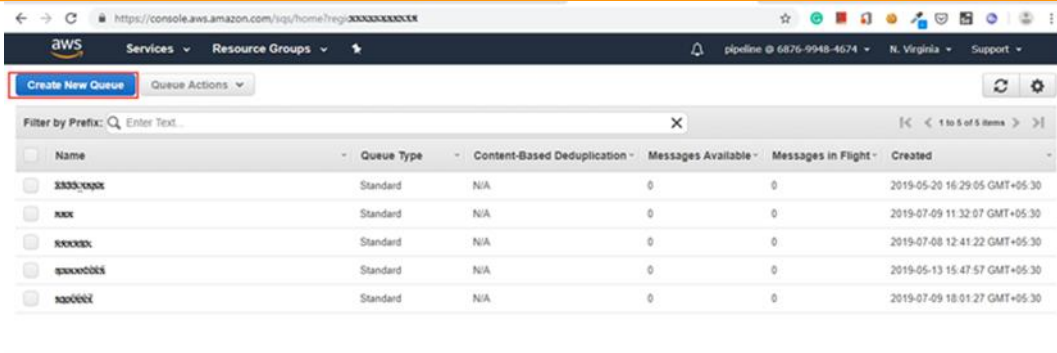 https://console.aws.amazon.com/sqs/home?regi
aws Services Resource Groups pipeline @ 6876-9948-4674 N. Virginia Support
Create New Queue Queue Actions
Filter by Prefix: Enter Text... 1 to 5 of 5 items
Name Queue Type Content-Based Deduplication Messages Available Messages in Flight Created
Standard N/A 0 0 2019-05-20 16:29:05 GMT+05:30
Standard N/A 0 0 2019-07-09 11:32:07 GMT+05:30
Standard N/A 0 0 2019-07-08 12:41:22 GMT+05:30
Standard N/A 0 0 2019-05-13 15:47:57 GMT+05:30
Standard N/A 0 0 2019-07-09 18:01:27 GMT+05:30